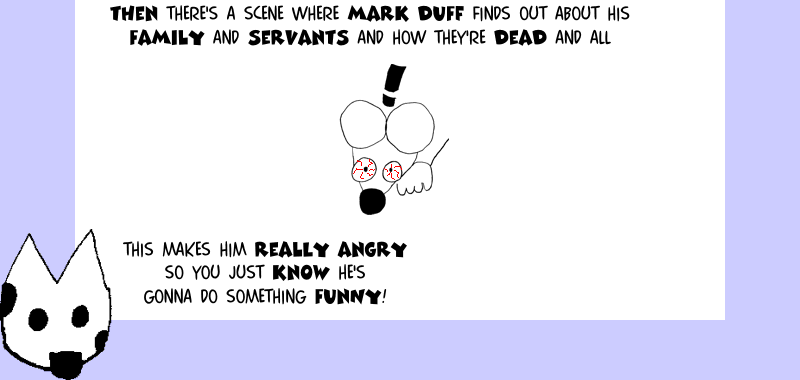 THEN THERE'S A SCENE WHERE MARK DUFF FINDS OUT ABOUT HIS
FAMILY AND SERVANTS AND HOW THEY'RE DEAD AND ALL
THIS MAKES HIM REALLY ANGRY
SO YOU JUST KNOW HE'S
GONNA DO SOMETHING FUNNY!